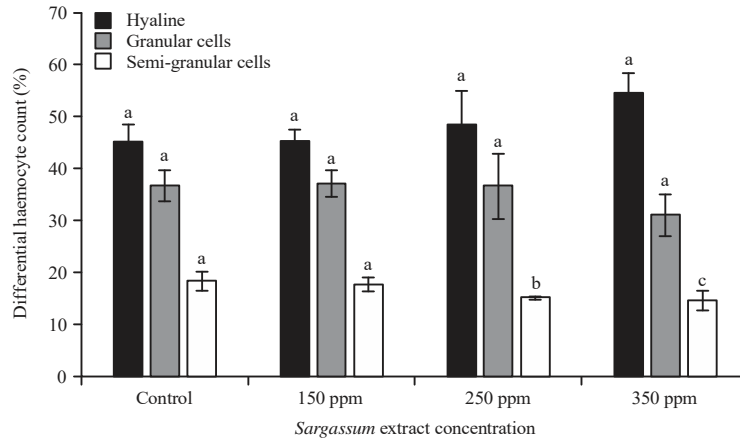 70
60
50
40
30
20
10
0
Differential haemocyte count (%)
Hyaline
Granular cells
Semi-granular cells
a
a
a
a
a
a
a
a
b
a
a
c
Control
150 ppm
250 ppm
350 ppm
Sargassum extract concentration